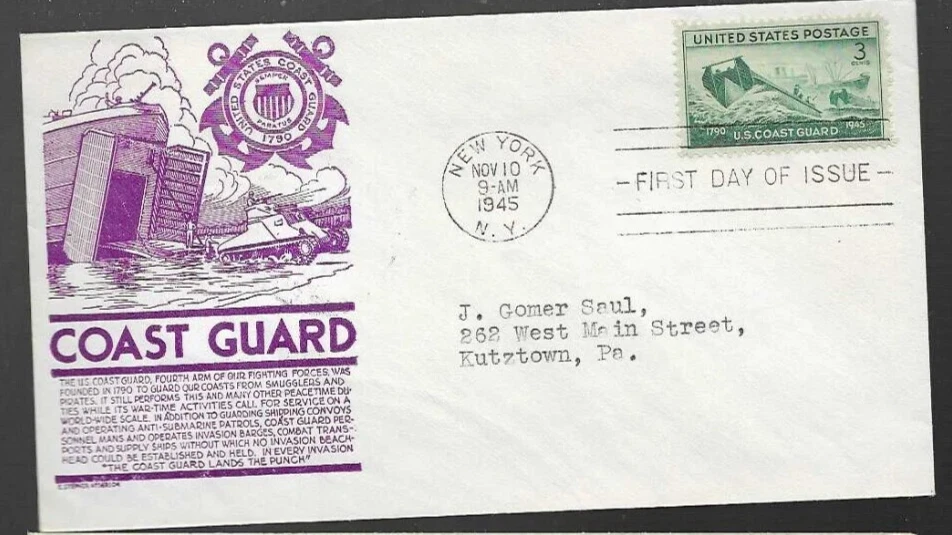 UNITED STATES COAST GUARD
SEMPER
PARATUS
1790
UNITED STATES POSTAGE
3
CENTS
1790 U.S. COAST GUARD 1945
NEW YORK
NOV 10
9-AM
1945
N. Y.
FIRST DAY OF ISSUE
J. Gomer Saul,
262 West Main Street,
Kutztown, Pa.
COAST GUARD
THE U.S. COAST GUARD, FOURTH ARM OF OUR FIGHTING FORCES, WAS
FOUNDED IN 1790 TO GUARD OUR COASTS FROM SMUGGLERS AND
PIRATES. IT STILL PERFORMS THIS AND MANY OTHER PEACETIME DU-
TIES WHILE ITS WAR-TIME ACTIVITIES CALL FOR SERVICE ON A
WORLD-WIDE SCALE. IN ADDITION TO GUARDING SHIPPING CONVOYS
AND OPERATING ANTI-SUBMARINE PATROLS, COAST GUARD PER-
SONNEL MANS AND OPERATES INVASION BARGES, COMBAT TRANS-
PORTS AND SUPPLY SHIPS WITHOUT WHICH NO INVASION BEACH-
HEAD COULD BE ESTABLISHED AND HELD. IN EVERY INVASION
"THE COAST GUARD LANDS THE PUNCH"